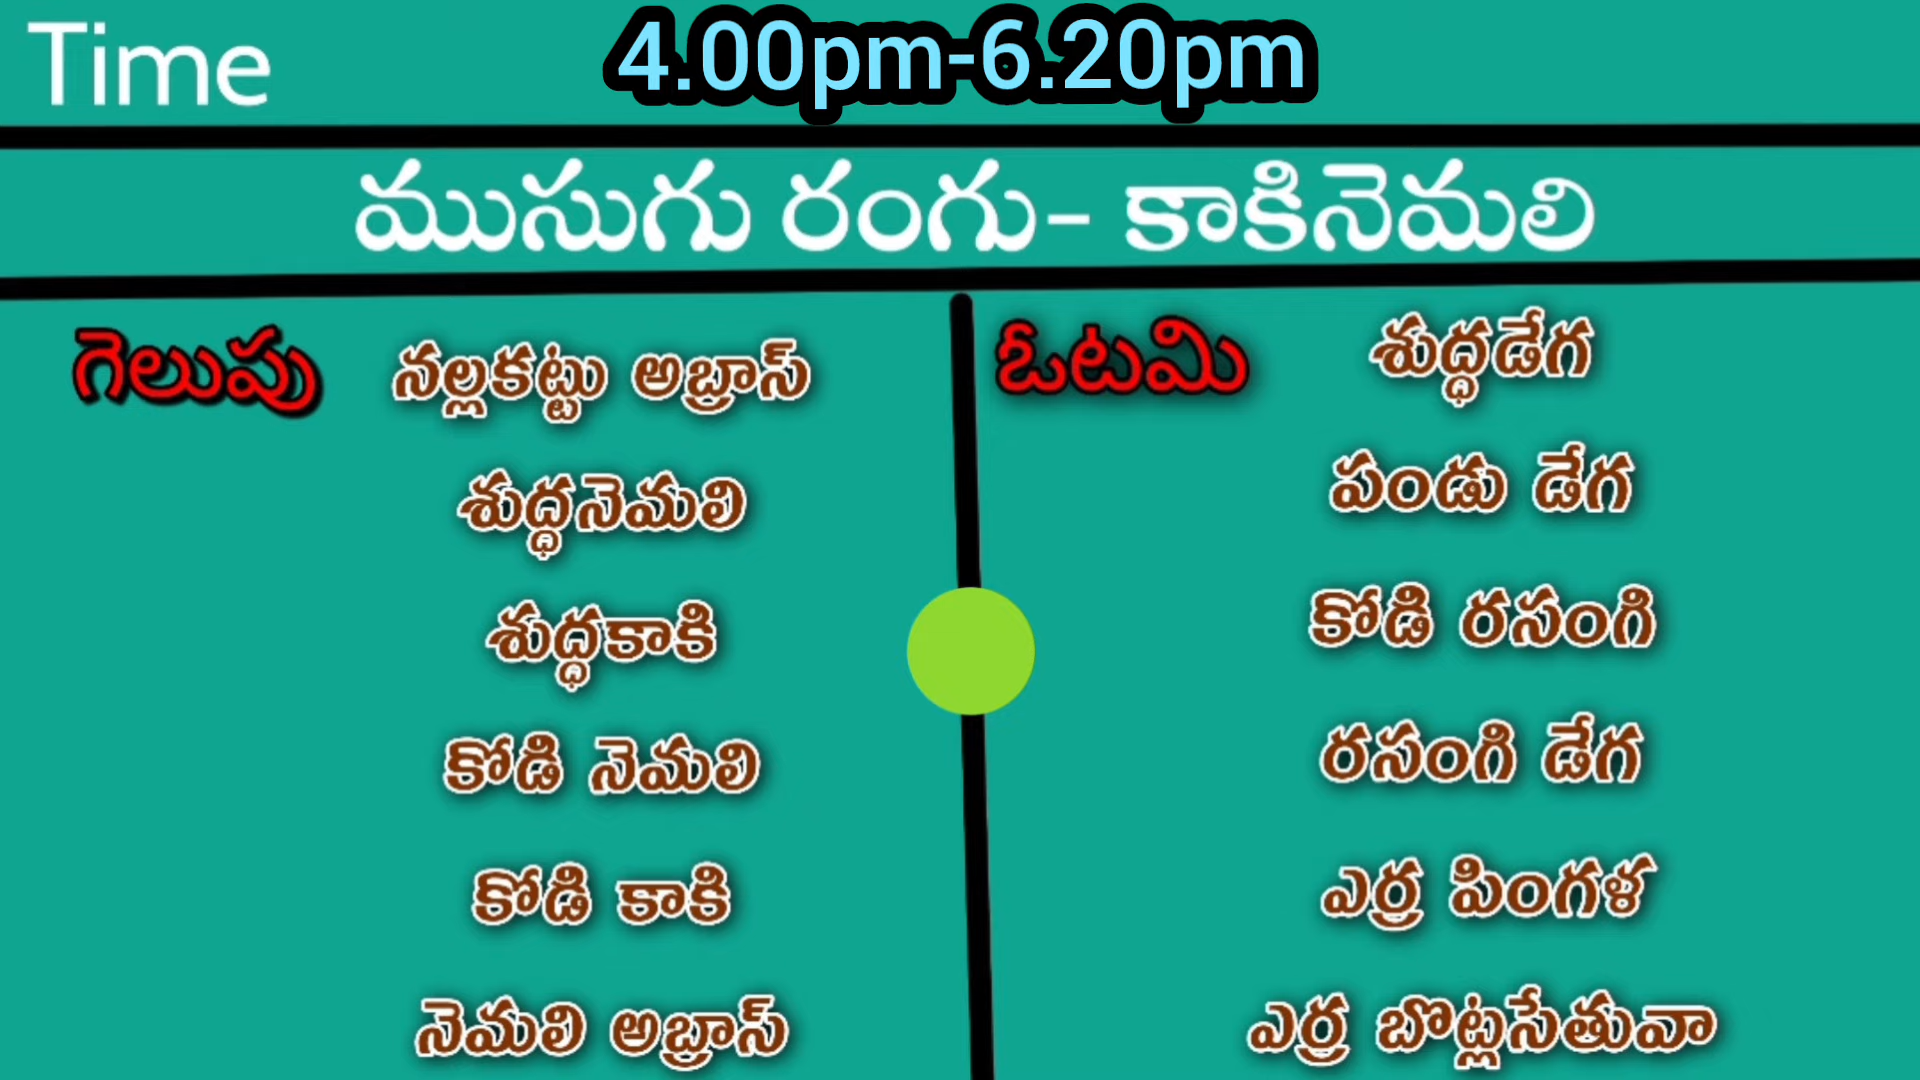 Time 4.00pm-6.20pm
ముసుగు రంగు- కాకినెమలి
గెలుపు నల్లకట్టు అబ్రాస్
శుద్ధనెమలి
శుద్ధకాకి
కోడి నెమలి
కోడి కాకి
నెమలి అబ్రాస్
ఓటమి శుద్ధడేగ
పండు డేగ
కోడి రసంగి
రసంగి డేగ
ఎర్ర పింగళ
ఎర్ర బొట్లసేతువా